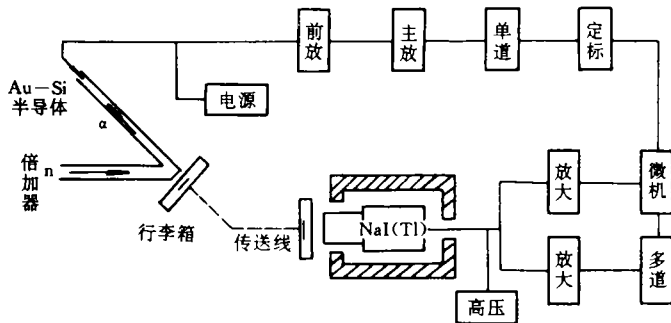 前放
主放
单道
定标
Au－Si
半导体
α
电源
倍加器
n
行李箱
传送线
NaI(Tl)
高压
放大
放大
微机
多道